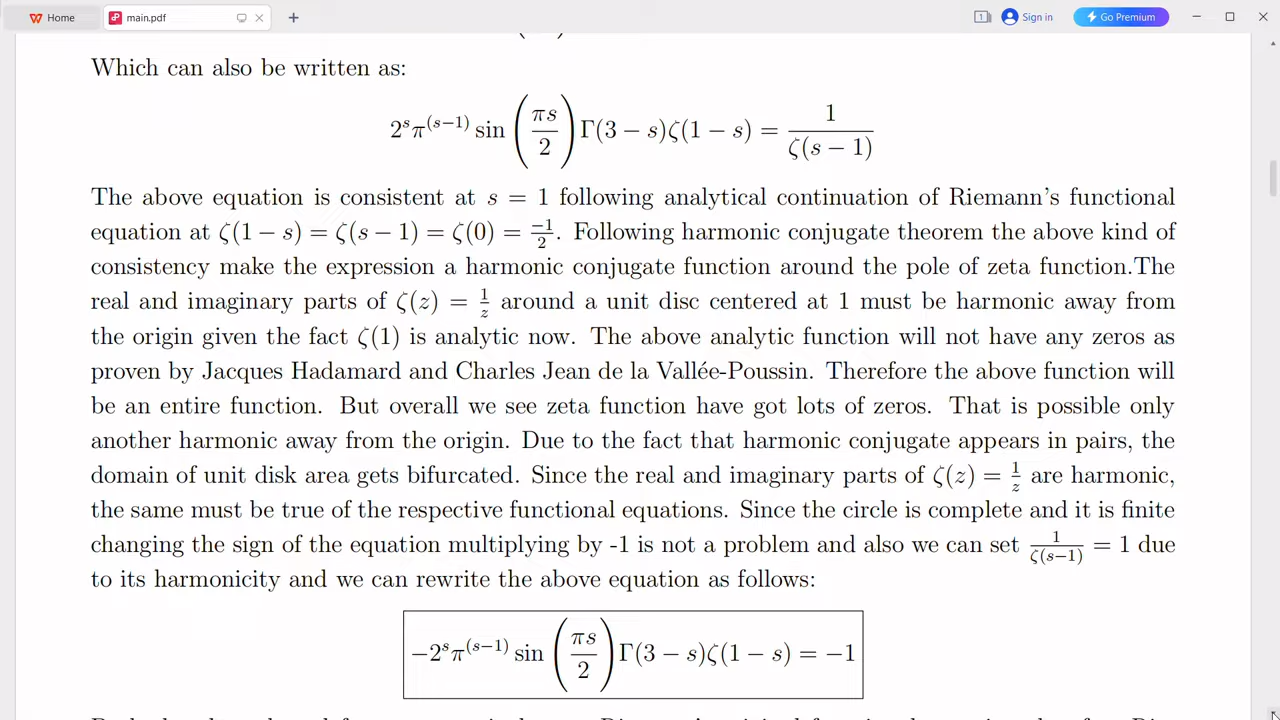 Home
main.pdf
1
Sign in
Go Premium
Which can also be written as:
2^s π^(s−1) sin (πs/2) Γ(3 − s)ζ(1 − s) = 1/ζ(s − 1)
The above equation is consistent at s = 1 following analytical continuation of Riemann's functional
equation at ζ(1 − s) = ζ(s − 1) = ζ(0) = −1/2. Following harmonic conjugate theorem the above kind of
consistency make the expression a harmonic conjugate function around the pole of zeta function.The
real and imaginary parts of ζ(z) = 1/z around a unit disc centered at 1 must be harmonic away from
the origin given the fact ζ(1) is analytic now. The above analytic function will not have any zeros as
proven by Jacques Hadamard and Charles Jean de la Vallée-Poussin. Therefore the above function will
be an entire function. But overall we see zeta function have got lots of zeros. That is possible only
another harmonic away from the origin. Due to the fact that harmonic conjugate appears in pairs, the
domain of unit disk area gets bifurcated. Since the real and imaginary parts of ζ(z) = 1/z are harmonic,
the same must be true of the respective functional equations. Since the circle is complete and it is finite
changing the sign of the equation multiplying by -1 is not a problem and also we can set 1/ζ(s−1) = 1 due
to its harmonicity and we can rewrite the above equation as follows:
−2^s π^(s−1) sin (πs/2) Γ(3 − s)ζ(1 − s) = −1